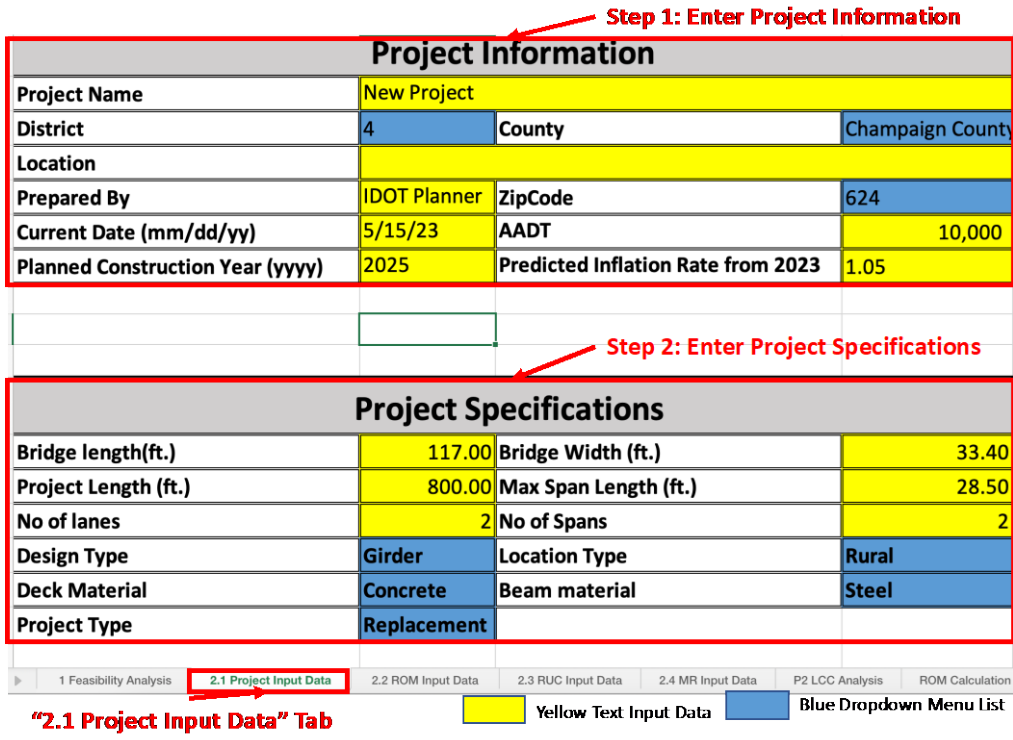 Step 1: Enter Project Information
Project Information
Project Name New Project
District 4 County Champaign County
Location
Prepared By IDOT Planner ZipCode 624
Current Date (mm/dd/yy) 5/15/23 AADT 10,000
Planned Construction Year (yyyy) 2025 Predicted Inflation Rate from 2023 1.05
Step 2: Enter Project Specifications
Project Specifications
Bridge length(ft.) 117.00 Bridge Width (ft.) 33.40
Project Length (ft.) 800.00 Max Span Length (ft.) 28.50
No of lanes 2 No of Spans 2
Design Type Girder Location Type Rural
Deck Material Concrete Beam material Steel
Project Type Replacement
1 Feasibility Analysis 2.1 Project Input Data 2.2 ROM Input Data 2.3 RUC Input Data 2.4 MR Input Data P2 LCC Analysis ROM Calculation
“2.1 Project Input Data” Tab Yellow Text Input Data Blue Dropdown Menu List